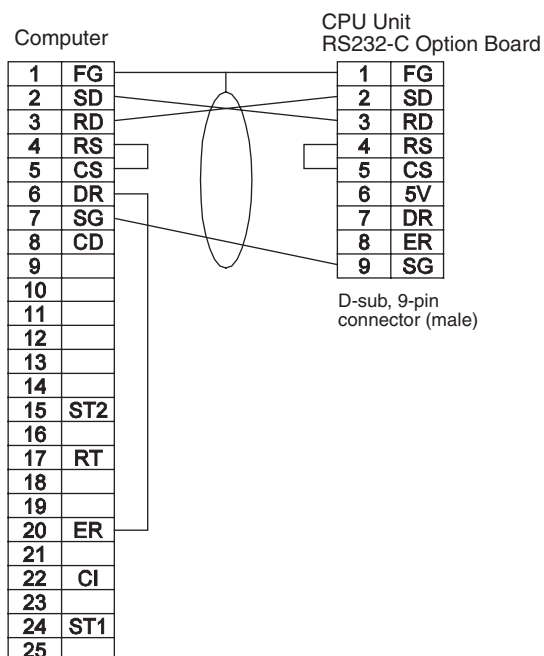 Computer
CPU Unit
RS232-C Option Board
1 FG
2 SD
3 RD
4 RS
5 CS
6 DR
7 SG
8 CD
9
10
11
12
13
14
15 ST2
16
17 RT
18
19
20 ER
21
22 CI
23
24 ST1
25
1 FG
2 SD
3 RD
4 RS
5 CS
6 5V
7 DR
8 ER
9 SG
D-sub, 9-pin
connector (male)